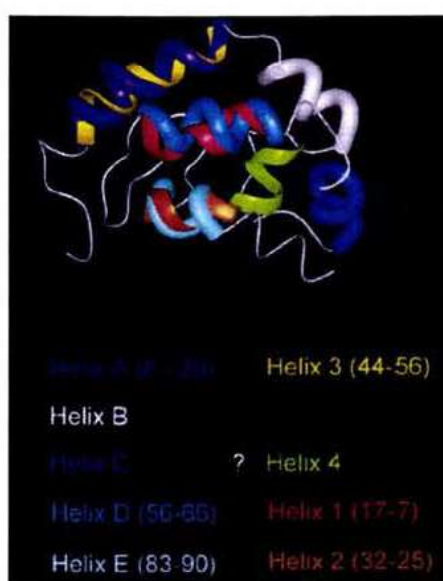 Helix A Helix 3 (44-56)
Helix B
Helix C ? Helix 4
Helix D (56-66) Helix 1 (17-7)
Helix E (83-90) Helix 2 (32-25)